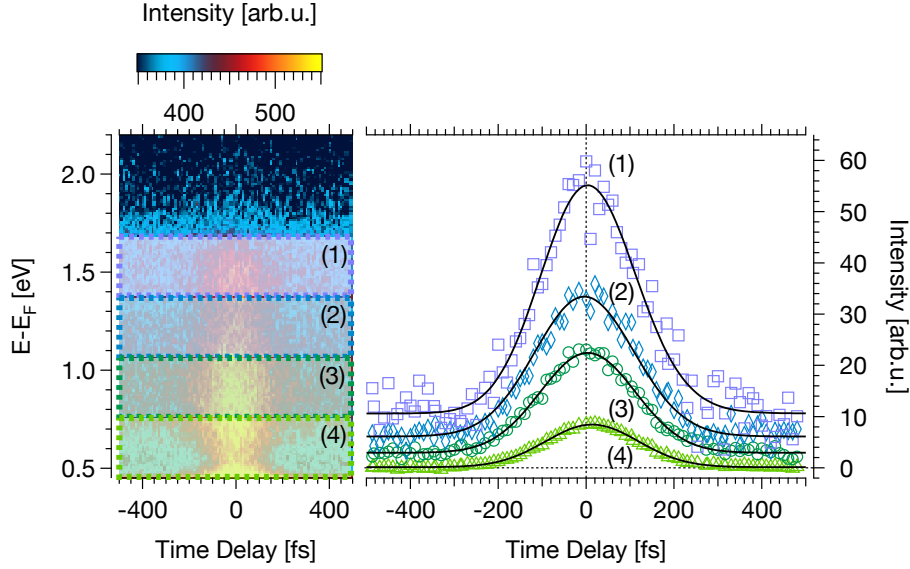 Intensity [arb.u.]
400 500
2.0
1.5
1.0
0.5
E-E_F [eV]
(1)
(2)
(3)
(4)
-400 0 400
Time Delay [fs]
(1)
(2)
(3)
(4)
60
50
40
30
20
10
0
Intensity [arb.u.]
-400 -200 0 200 400
Time Delay [fs]